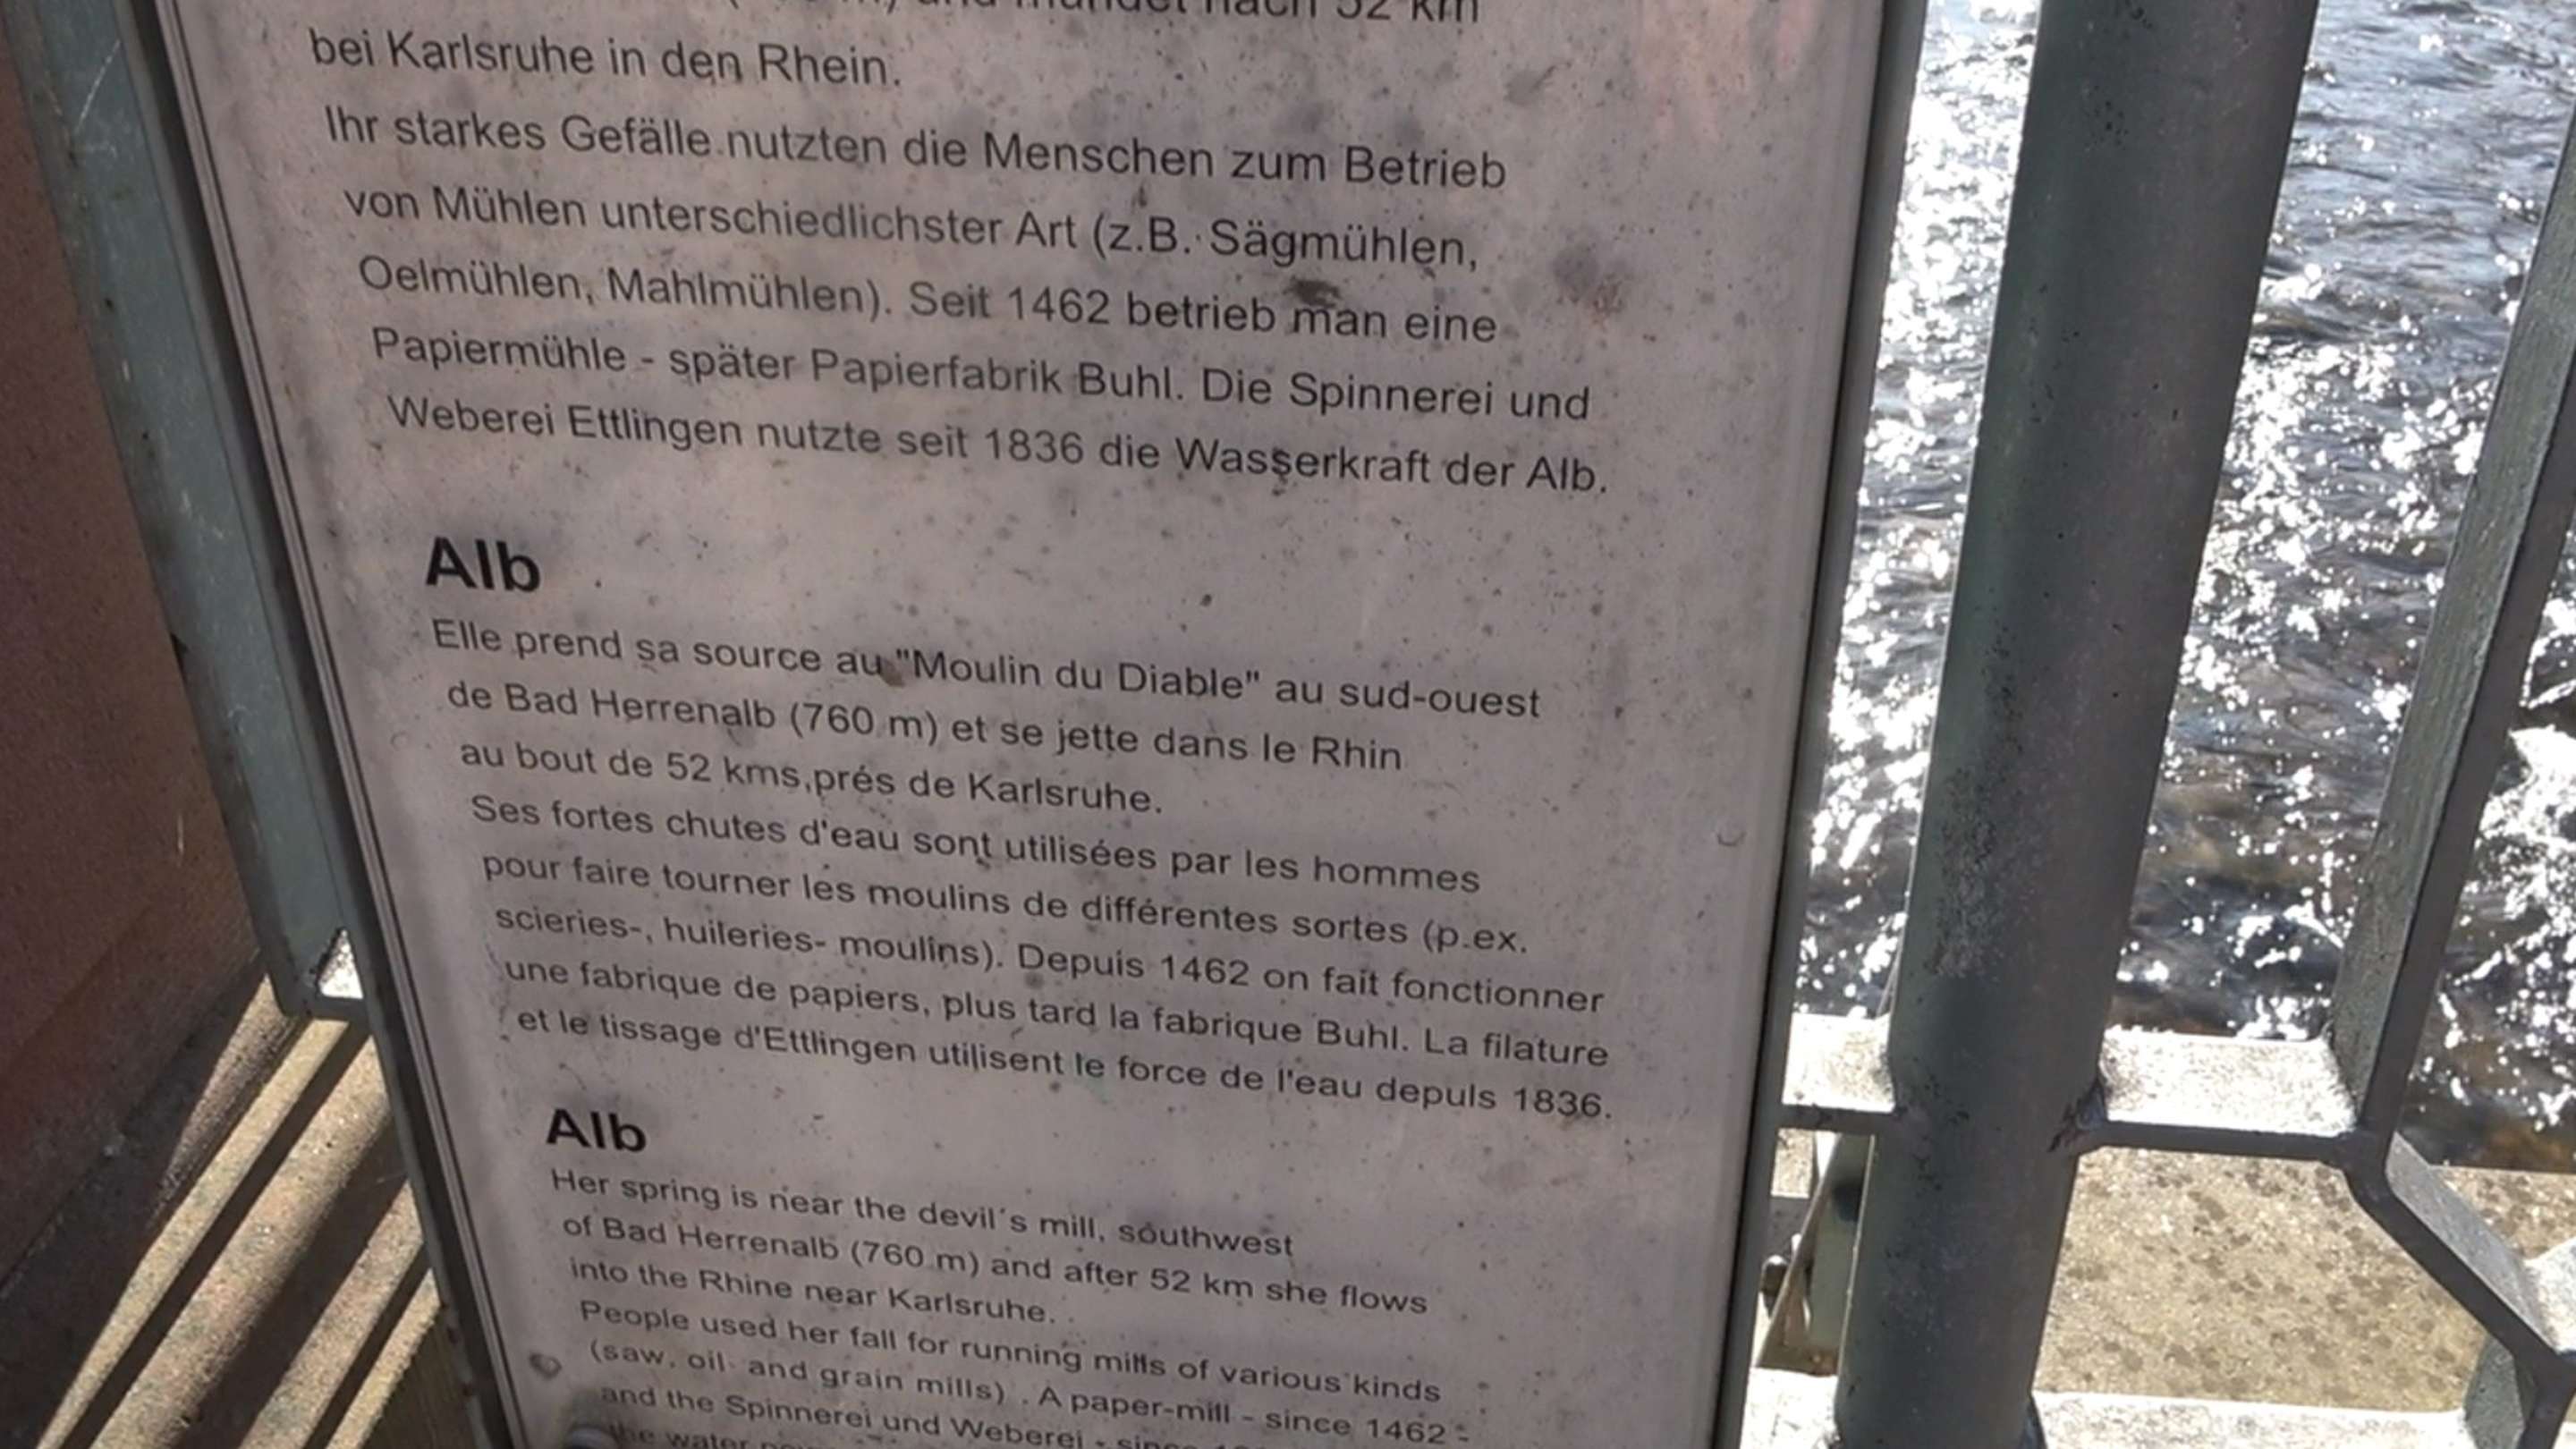 nach 52 km
bei Karlsruhe in den Rhein.
Ihr starkes Gefälle nutzten die Menschen zum Betrieb
von Mühlen unterschiedlichster Art (z.B. Sägmühlen,
Oelmühlen, Mahlmühlen). Seit 1462 betrieb man eine
Papiermühle - später Papierfabrik Buhl. Die Spinnerei und
Weberei Ettlingen nutzte seit 1836 die Wasserkraft der Alb.
Alb
Elle prend sa source au "Moulin du Diable" au sud-ouest
de Bad Herrenalb (760 m) et se jette dans le Rhin
au bout de 52 kms,prés de Karlsruhe.
Ses fortes chutes d'eau sont utilisées par les hommes
pour faire tourner les moulins de différentes sortes (p.ex.
scieries-, huileries- moulins). Depuis 1462 on fait fonctionner
une fabrique de papiers, plus tard la fabrique Buhl. La filature
et le tissage d'Ettlingen utilisent le force de l'eau depuls 1836.
Alb
Her spring is near the devil´s mill, southwest
of Bad Herrenalb (760 m) and after 52 km she flows
into the Rhine near Karlsruhe.
People used her fall for running mills of various kinds
(saw, oil- and grain mills) . A paper-mill - since 1462 -
and the Spinnerei und Weberei -
the water